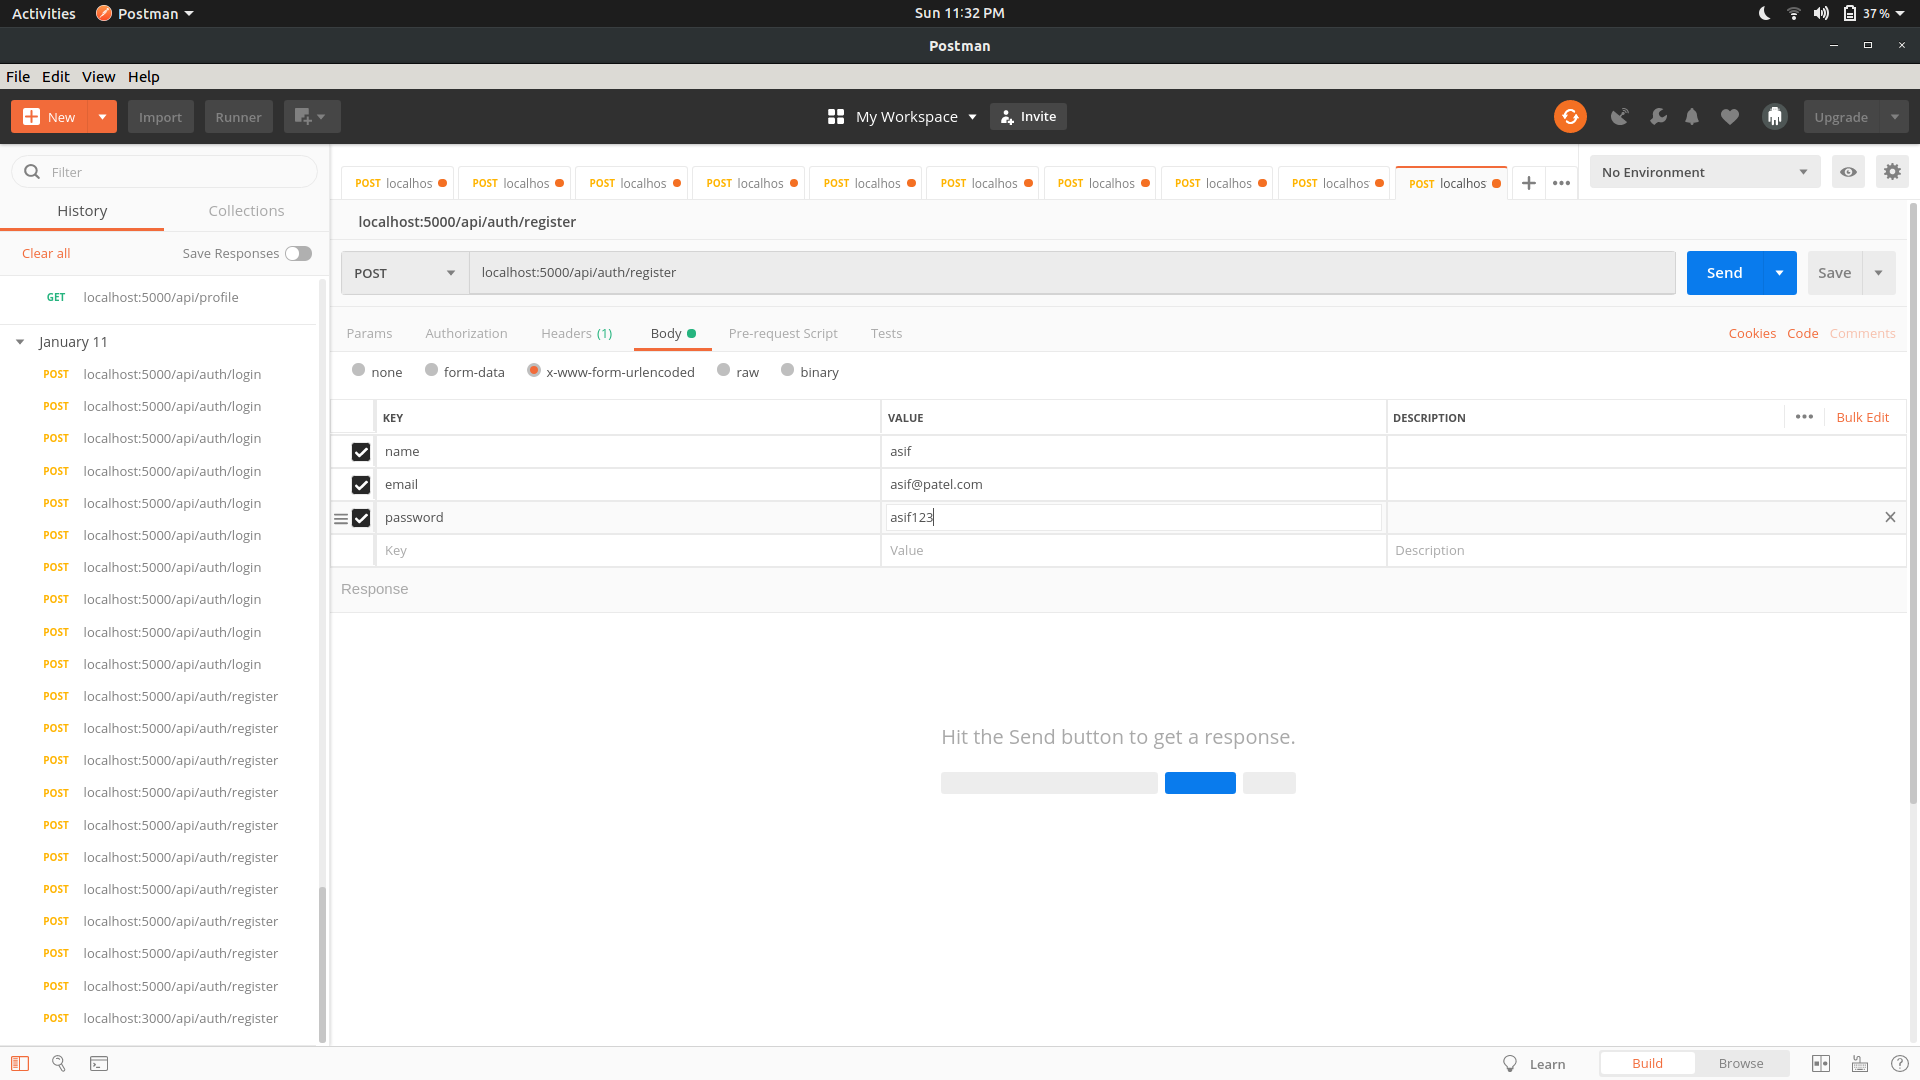 Activities Postman Sun 11:32 PM 37 %
Postman
File Edit View Help
New Import Runner My Workspace Invite Upgrade
Filter
History Collections
Clear all Save Responses
GET localhost:5000/api/profile
January 11
POST localhost:5000/api/auth/login
POST localhost:5000/api/auth/login
POST localhost:5000/api/auth/login
POST localhost:5000/api/auth/login
POST localhost:5000/api/auth/login
POST localhost:5000/api/auth/login
POST localhost:5000/api/auth/login
POST localhost:5000/api/auth/login
POST localhost:5000/api/auth/login
POST localhost:5000/api/auth/login
POST localhost:5000/api/auth/register
POST localhost:5000/api/auth/register
POST localhost:5000/api/auth/register
POST localhost:5000/api/auth/register
POST localhost:5000/api/auth/register
POST localhost:5000/api/auth/register
POST localhost:5000/api/auth/register
POST localhost:5000/api/auth/register
POST localhost:5000/api/auth/register
POST localhost:5000/api/auth/register
POST localhost:3000/api/auth/register
POST localhos POST localhos POST localhos POST localhos POST localhos POST localhos POST localhos POST localhos POST localhos POST localhos No Environment
localhost:5000/api/auth/register
POST localhost:5000/api/auth/register Send Save
Params Authorization Headers (1) Body Pre-request Script Tests Cookies Code Comments
none form-data x-www-form-urlencoded raw binary
KEY VALUE DESCRIPTION Bulk Edit
name asif
email asif@patel.com
password asif123
Key Value Description
Response
Hit the Send button to get a response.
Learn Build Browse